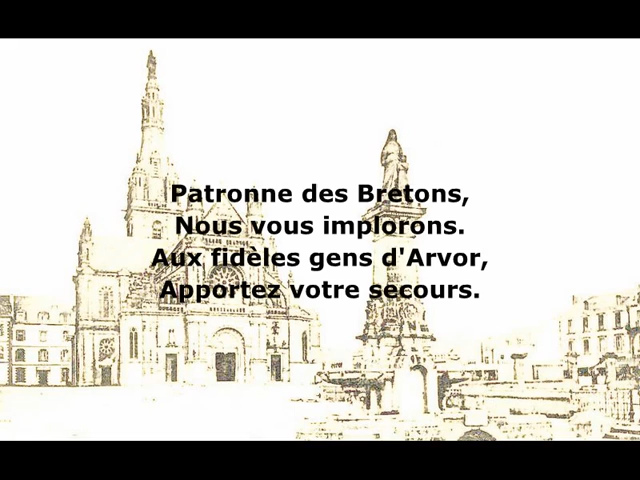 Patronne des Bretons,
Nous vous implorons.
Aux fidèles gens d'Arvor,
Apportez votre secours.